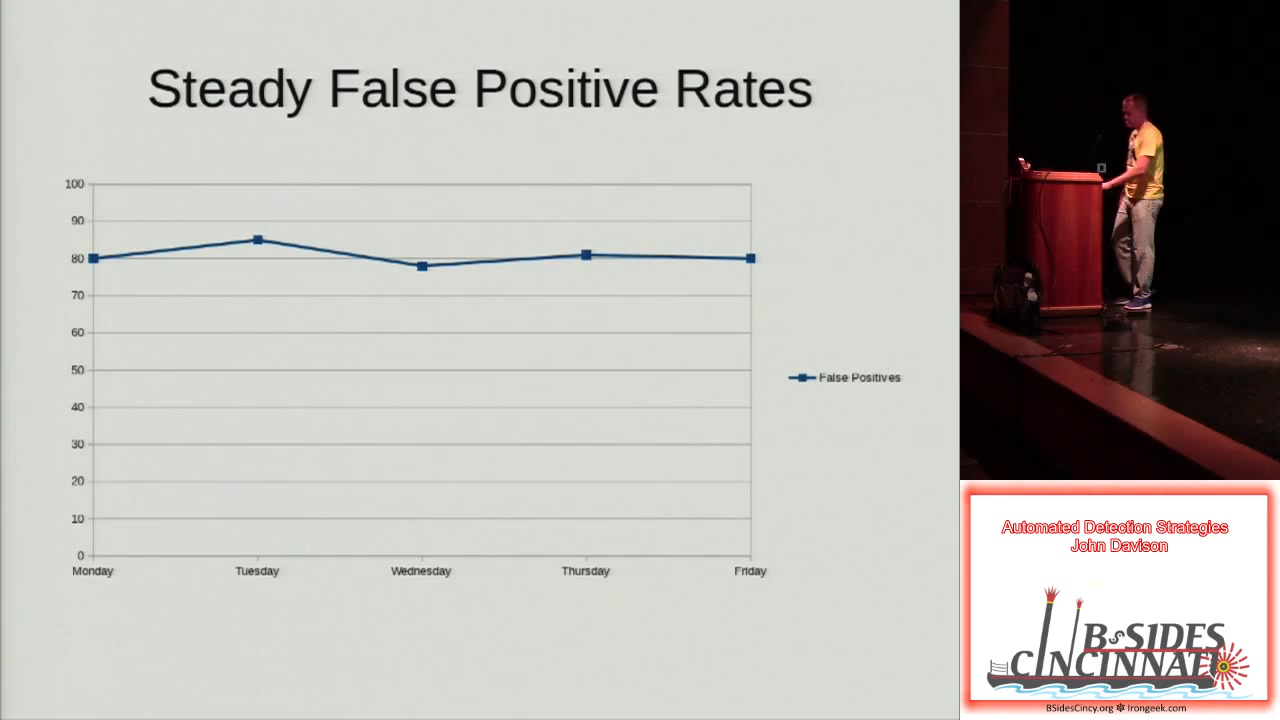 Steady False Positive Rates
100
90
80
70
60
50
40
30
20
10
0
Monday Tuesday Wednesday Thursday Friday
False Positives
Automated Detection Strategies
John Davison
BSIDES
CINCINNATI
BSidesCincy.org Irongeek.com